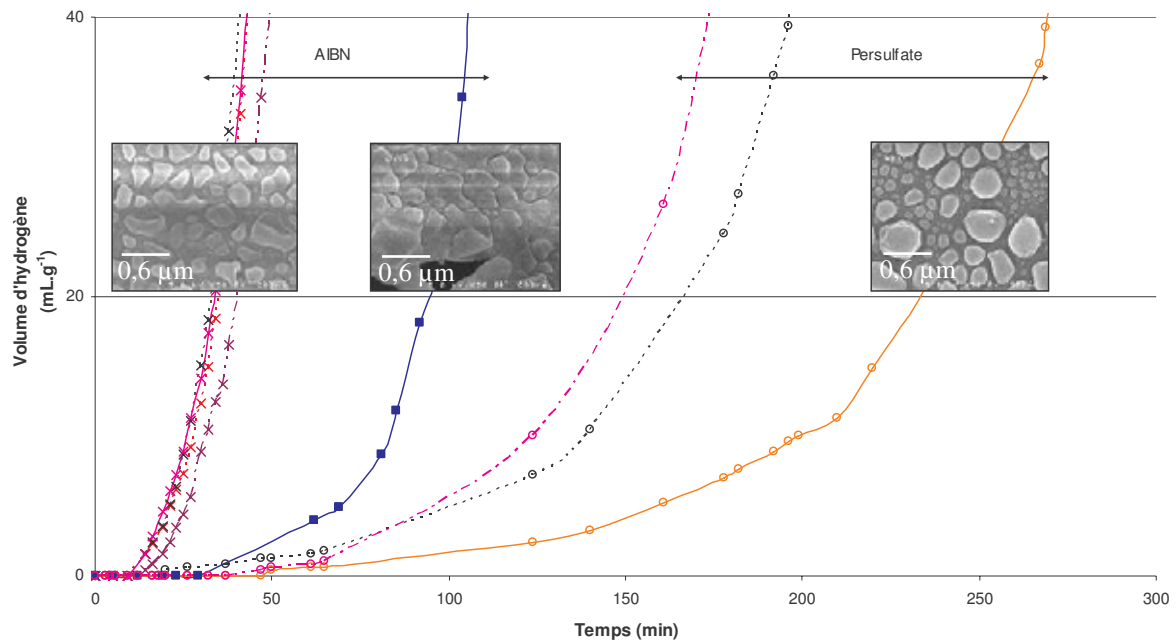 40
AIBN
Persulfate
0,6 µm
0,6 µm
0,6 µm
Volume d'hydrogène
(mL.g⁻¹)
20
0
0
50
100
150
200
250
300
Temps (min)